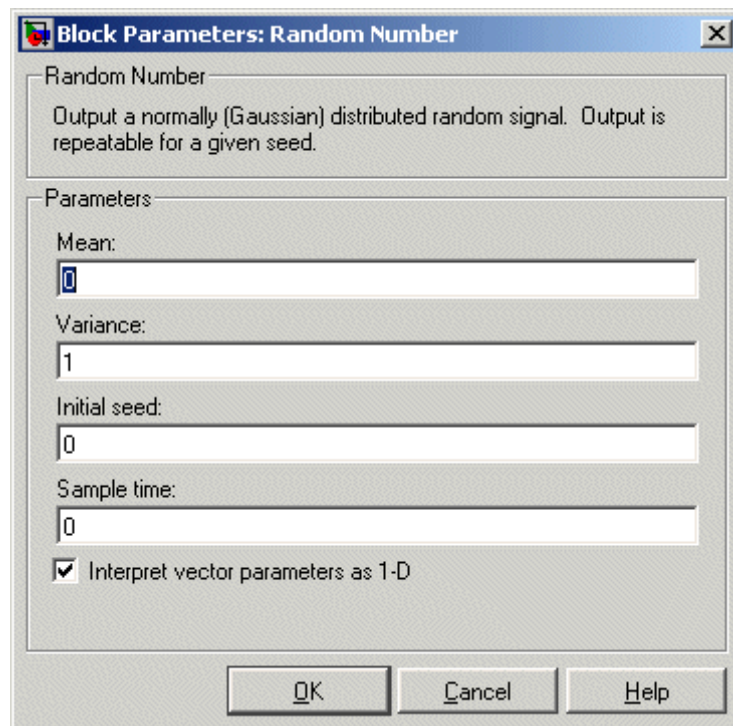 Block Parameters: Random Number
Random Number
Output a normally (Gaussian) distributed random signal. Output is
repeatable for a given seed.
Parameters
Mean:
0
Variance:
1
Initial seed:
0
Sample time:
0
Interpret vector parameters as 1-D
OK Cancel Help